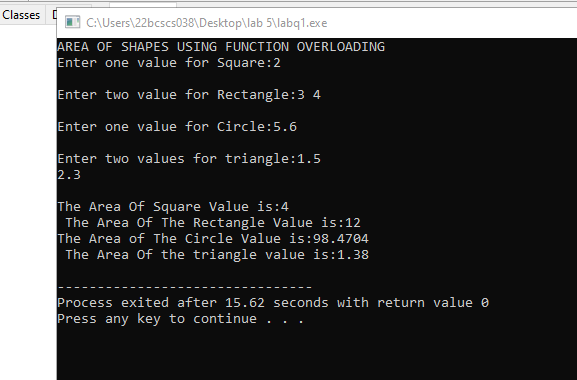 Classes
C:\Users\22bcscs038\Desktop\lab 5\labq1.exe
AREA OF SHAPES USING FUNCTION OVERLOADING
Enter one value for Square:2
Enter two value for Rectangle:3 4
Enter one value for Circle:5.6
Enter two values for triangle:1.5
2.3
The Area Of Square Value is:4
The Area Of The Rectangle Value is:12
The Area of The Circle Value is:98.4704
The Area Of the triangle value is:1.38
--------------------------------
Process exited after 15.62 seconds with return value 0
Press any key to continue . . .